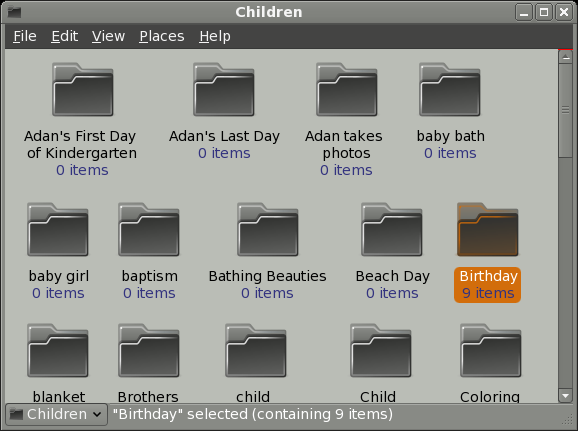 Children
File Edit View Places Help
Adan's First Day
of Kindergarten
0 items
Adan's Last Day
0 items
Adan takes
photos
0 items
baby bath
0 items
baby girl
0 items
baptism
0 items
Bathing Beauties
0 items
Beach Day
0 items
Birthday
9 items
blanket
Brothers
child
Child
Coloring
Children
"Birthday" selected (containing 9 items)